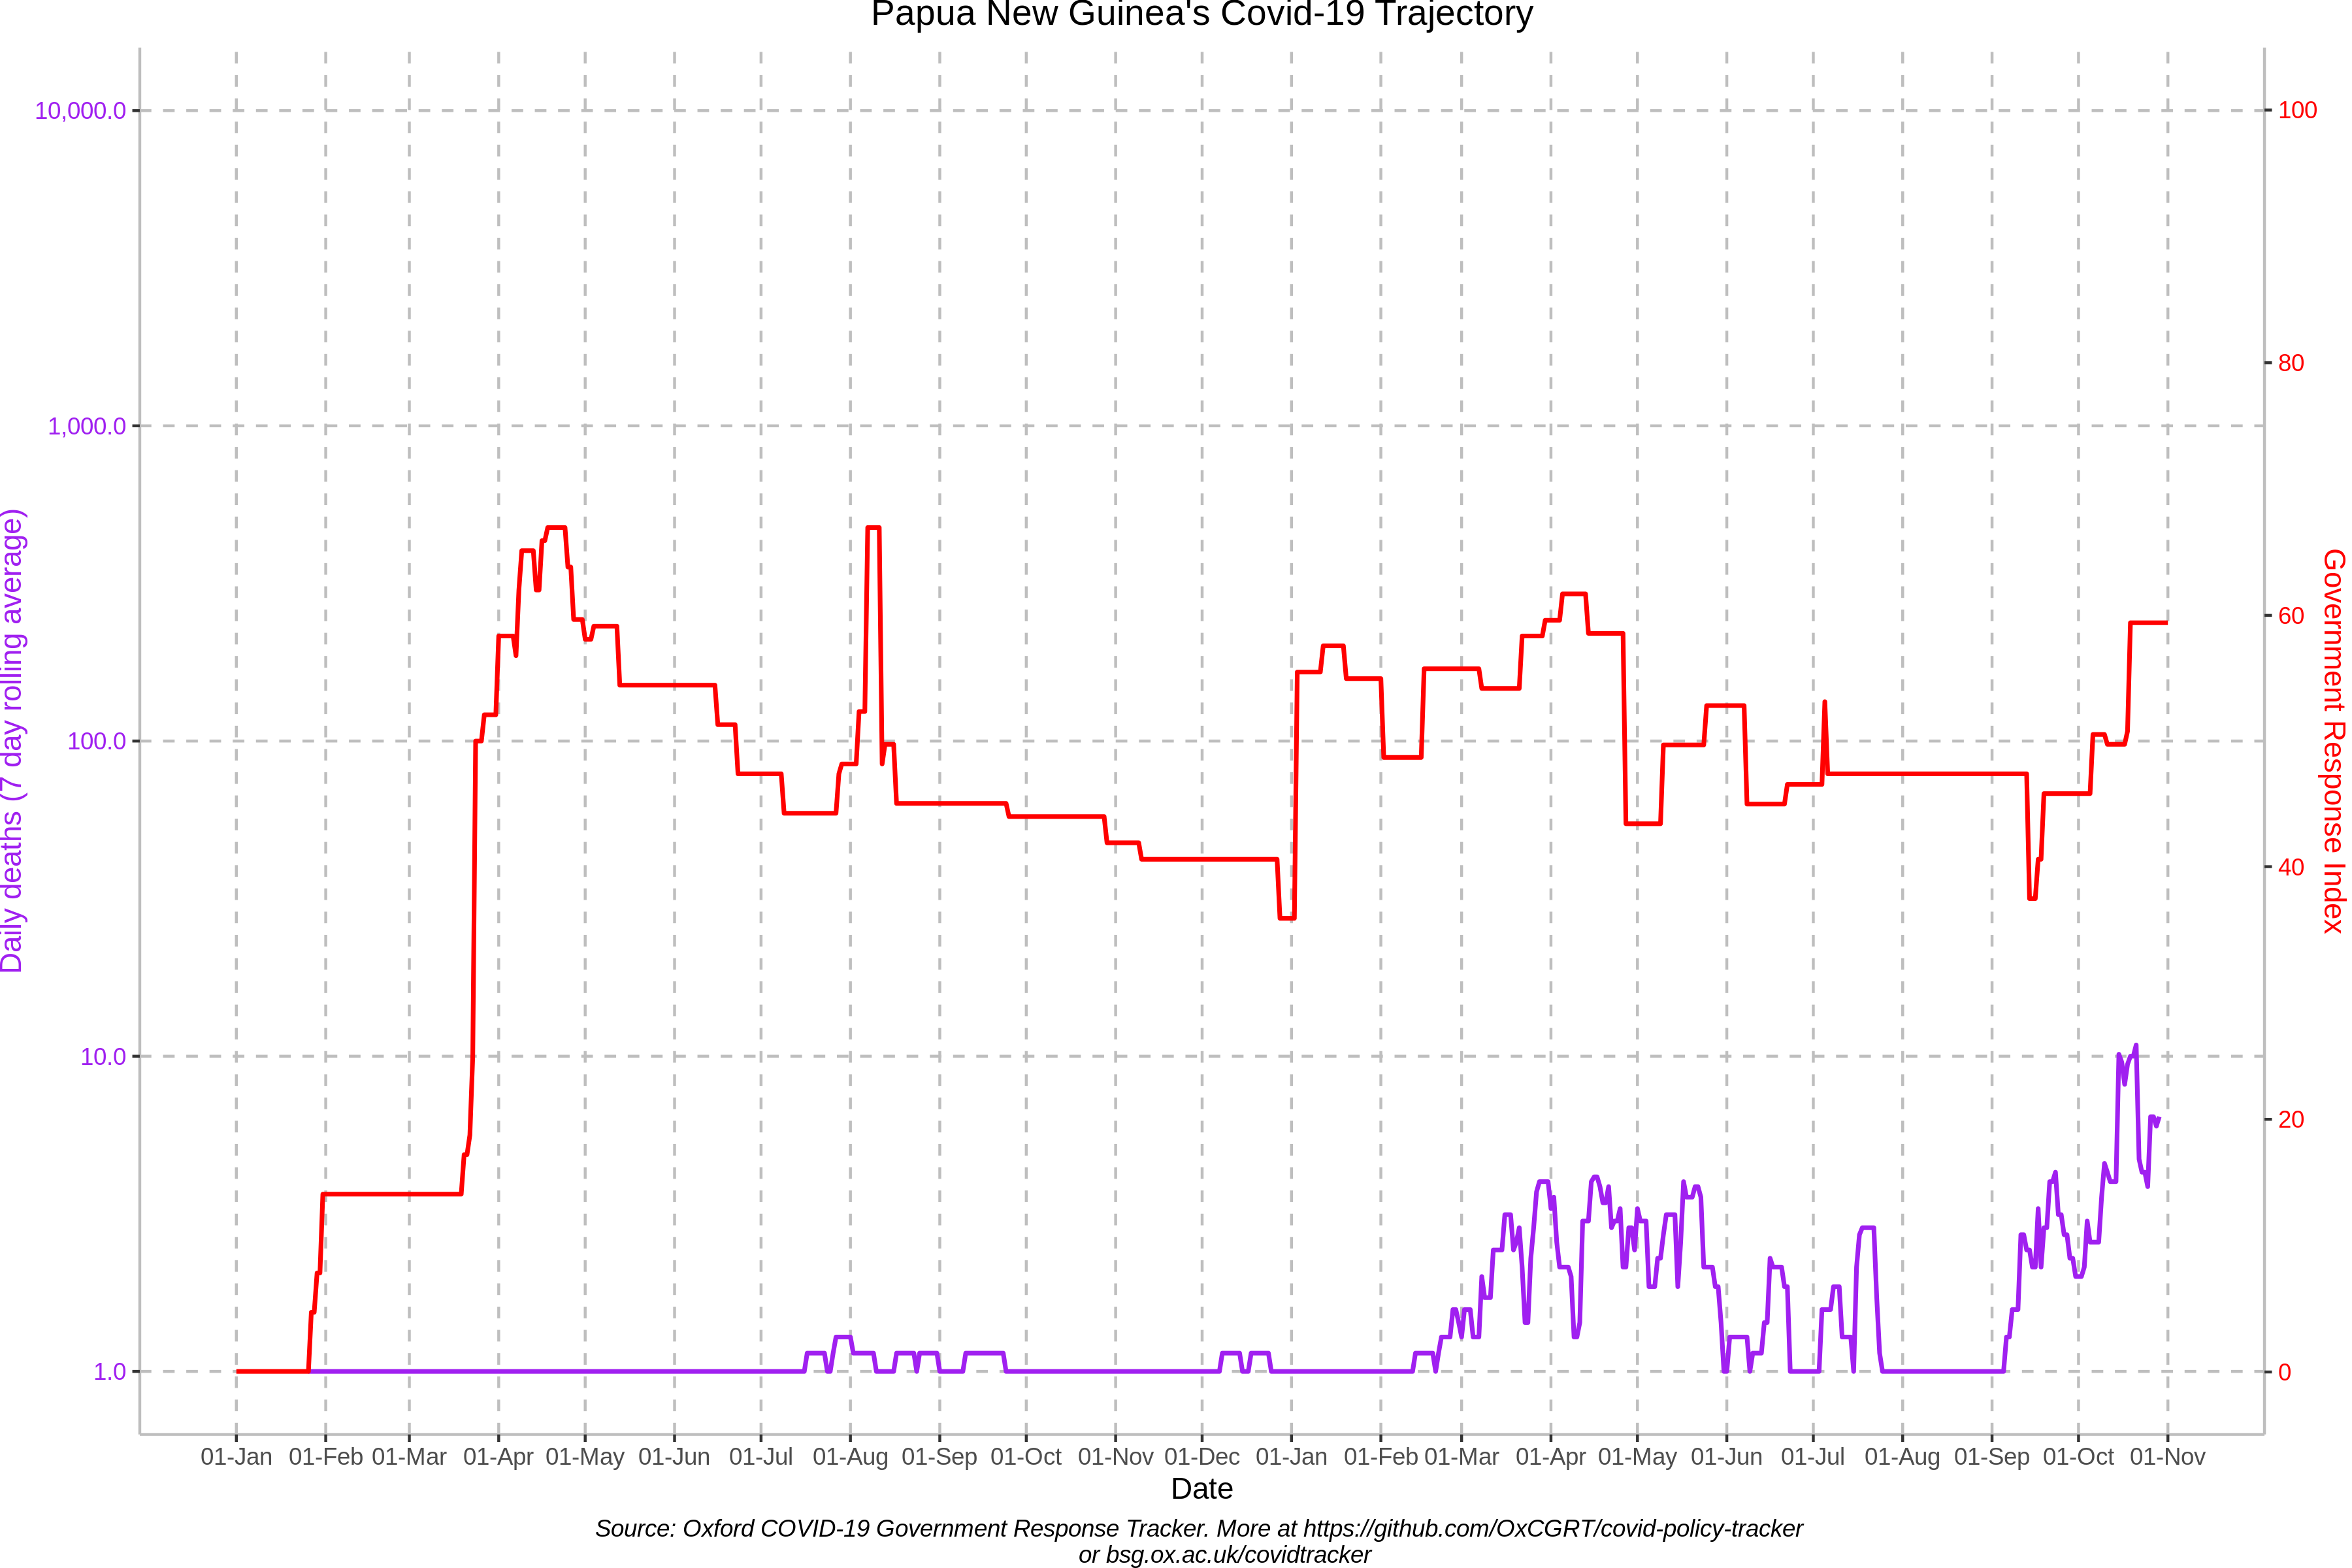 Papua New Guinea's Covid-19 Trajectory
10,000.0
1,000.0
100.0
10.0
1.0
Daily deaths (7 day rolling average)
100
80
60
40
20
0
Government Response Index
01-Jan 01-Feb 01-Mar 01-Apr 01-May 01-Jun 01-Jul 01-Aug 01-Sep 01-Oct 01-Nov 01-Dec 01-Jan 01-Feb 01-Mar 01-Apr 01-May 01-Jun 01-Jul 01-Aug 01-Sep 01-Oct 01-Nov
Date
Source: Oxford COVID-19 Government Response Tracker. More at https://github.com/OxCGRT/covid-policy-tracker
or bsg.ox.ac.uk/covidtracker